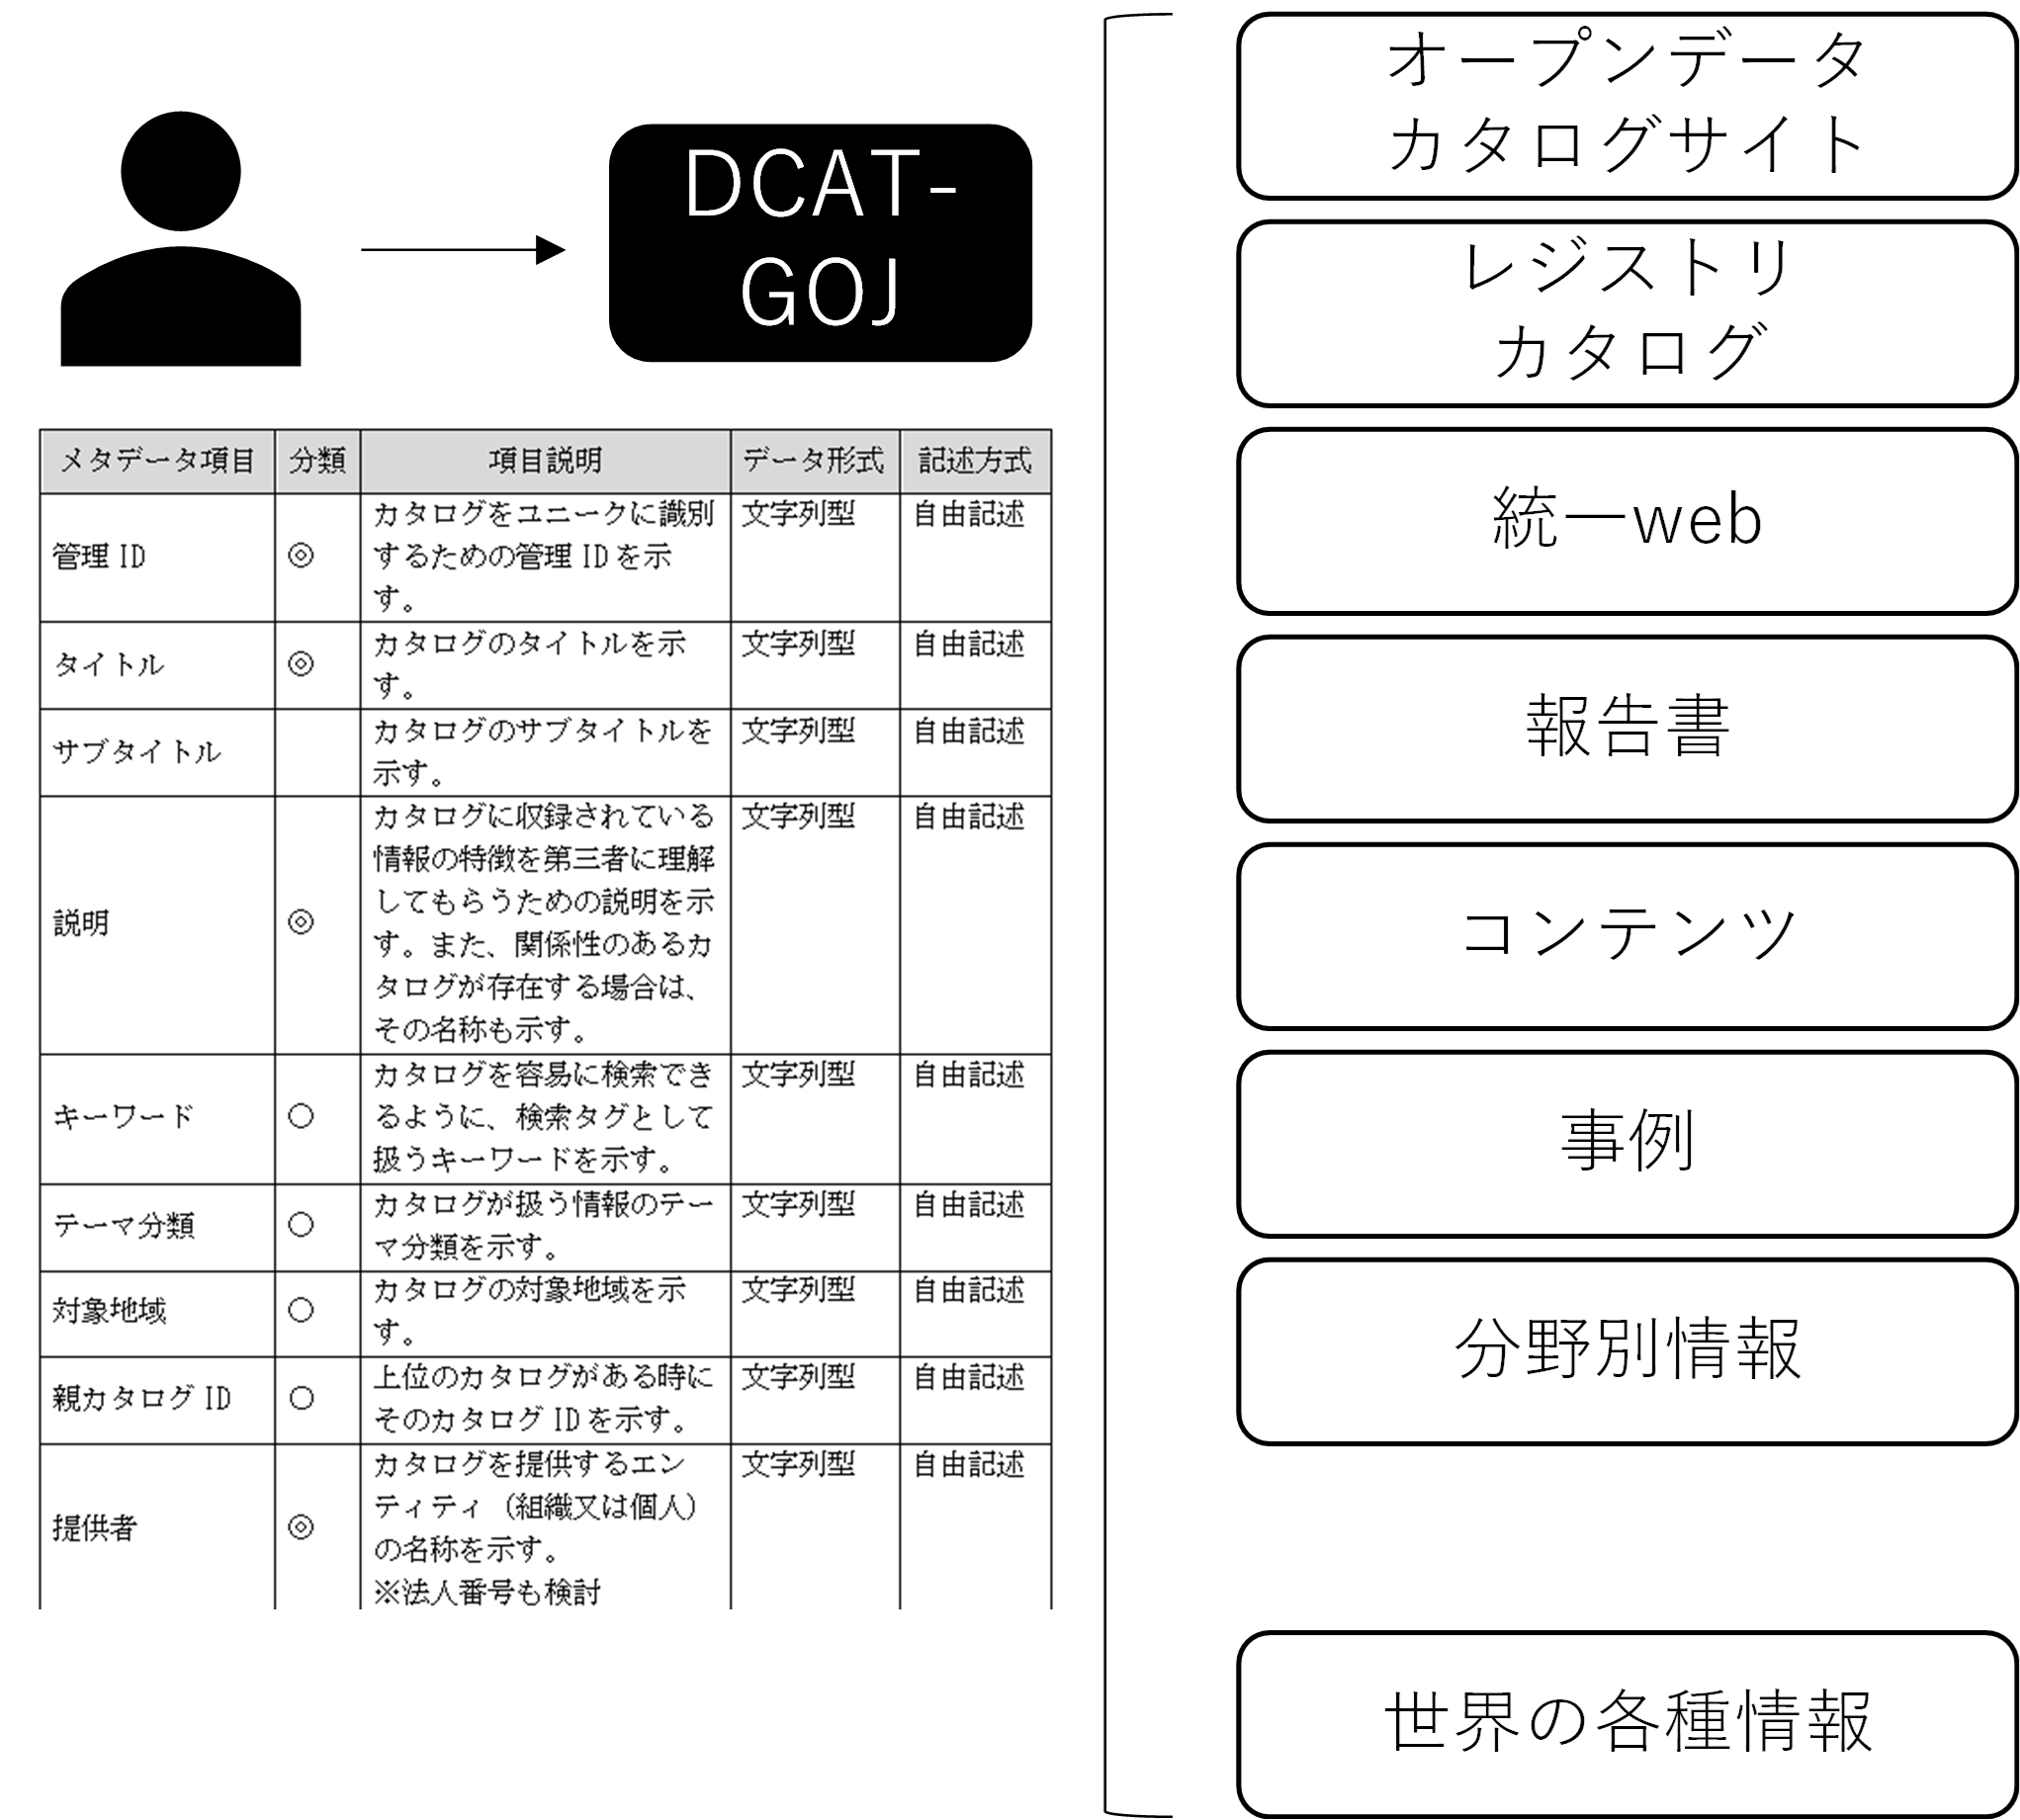 DCAT-
GOJ
メタデータ項目 分類 項目説明 データ形式 記述方式
管理 ID ◎ カタログをユニークに識別 文字列型 自由記述
するための管理 ID を示
す。
タイトル ◎ カタログのタイトルを示 文字列型 自由記述
す。
サブタイトル カタログのサブタイトルを 文字列型 自由記述
示す。
説明 ◎ カタログに収録されている 文字列型 自由記述
情報の特徴を第三者に理解
してもらうための説明を示
す。また、関係性のあるカ
タログが存在する場合は、
その名称も示す。
キーワード ○ カタログを容易に検索でき 文字列型 自由記述
るように、検索タグとして
扱うキーワードを示す。
テーマ分類 ○ カタログが扱う情報のテー 文字列型 自由記述
マ分類を示す。
対象地域 ○ カタログの対象地域を示 文字列型 自由記述
す。
親カタログ ID ○ 上位のカタログがある時に 文字列型 自由記述
そのカタログ ID を示す。
提供者 ◎ カタログを提供するエン 文字列型 自由記述
ティティ（組織又は個人）
の名称を示す。
※法人番号も検討
オープンデータ
カタログサイト
レジストリ
カタログ
統一web
報告書
コンテンツ
事例
分野別情報
世界の各種情報